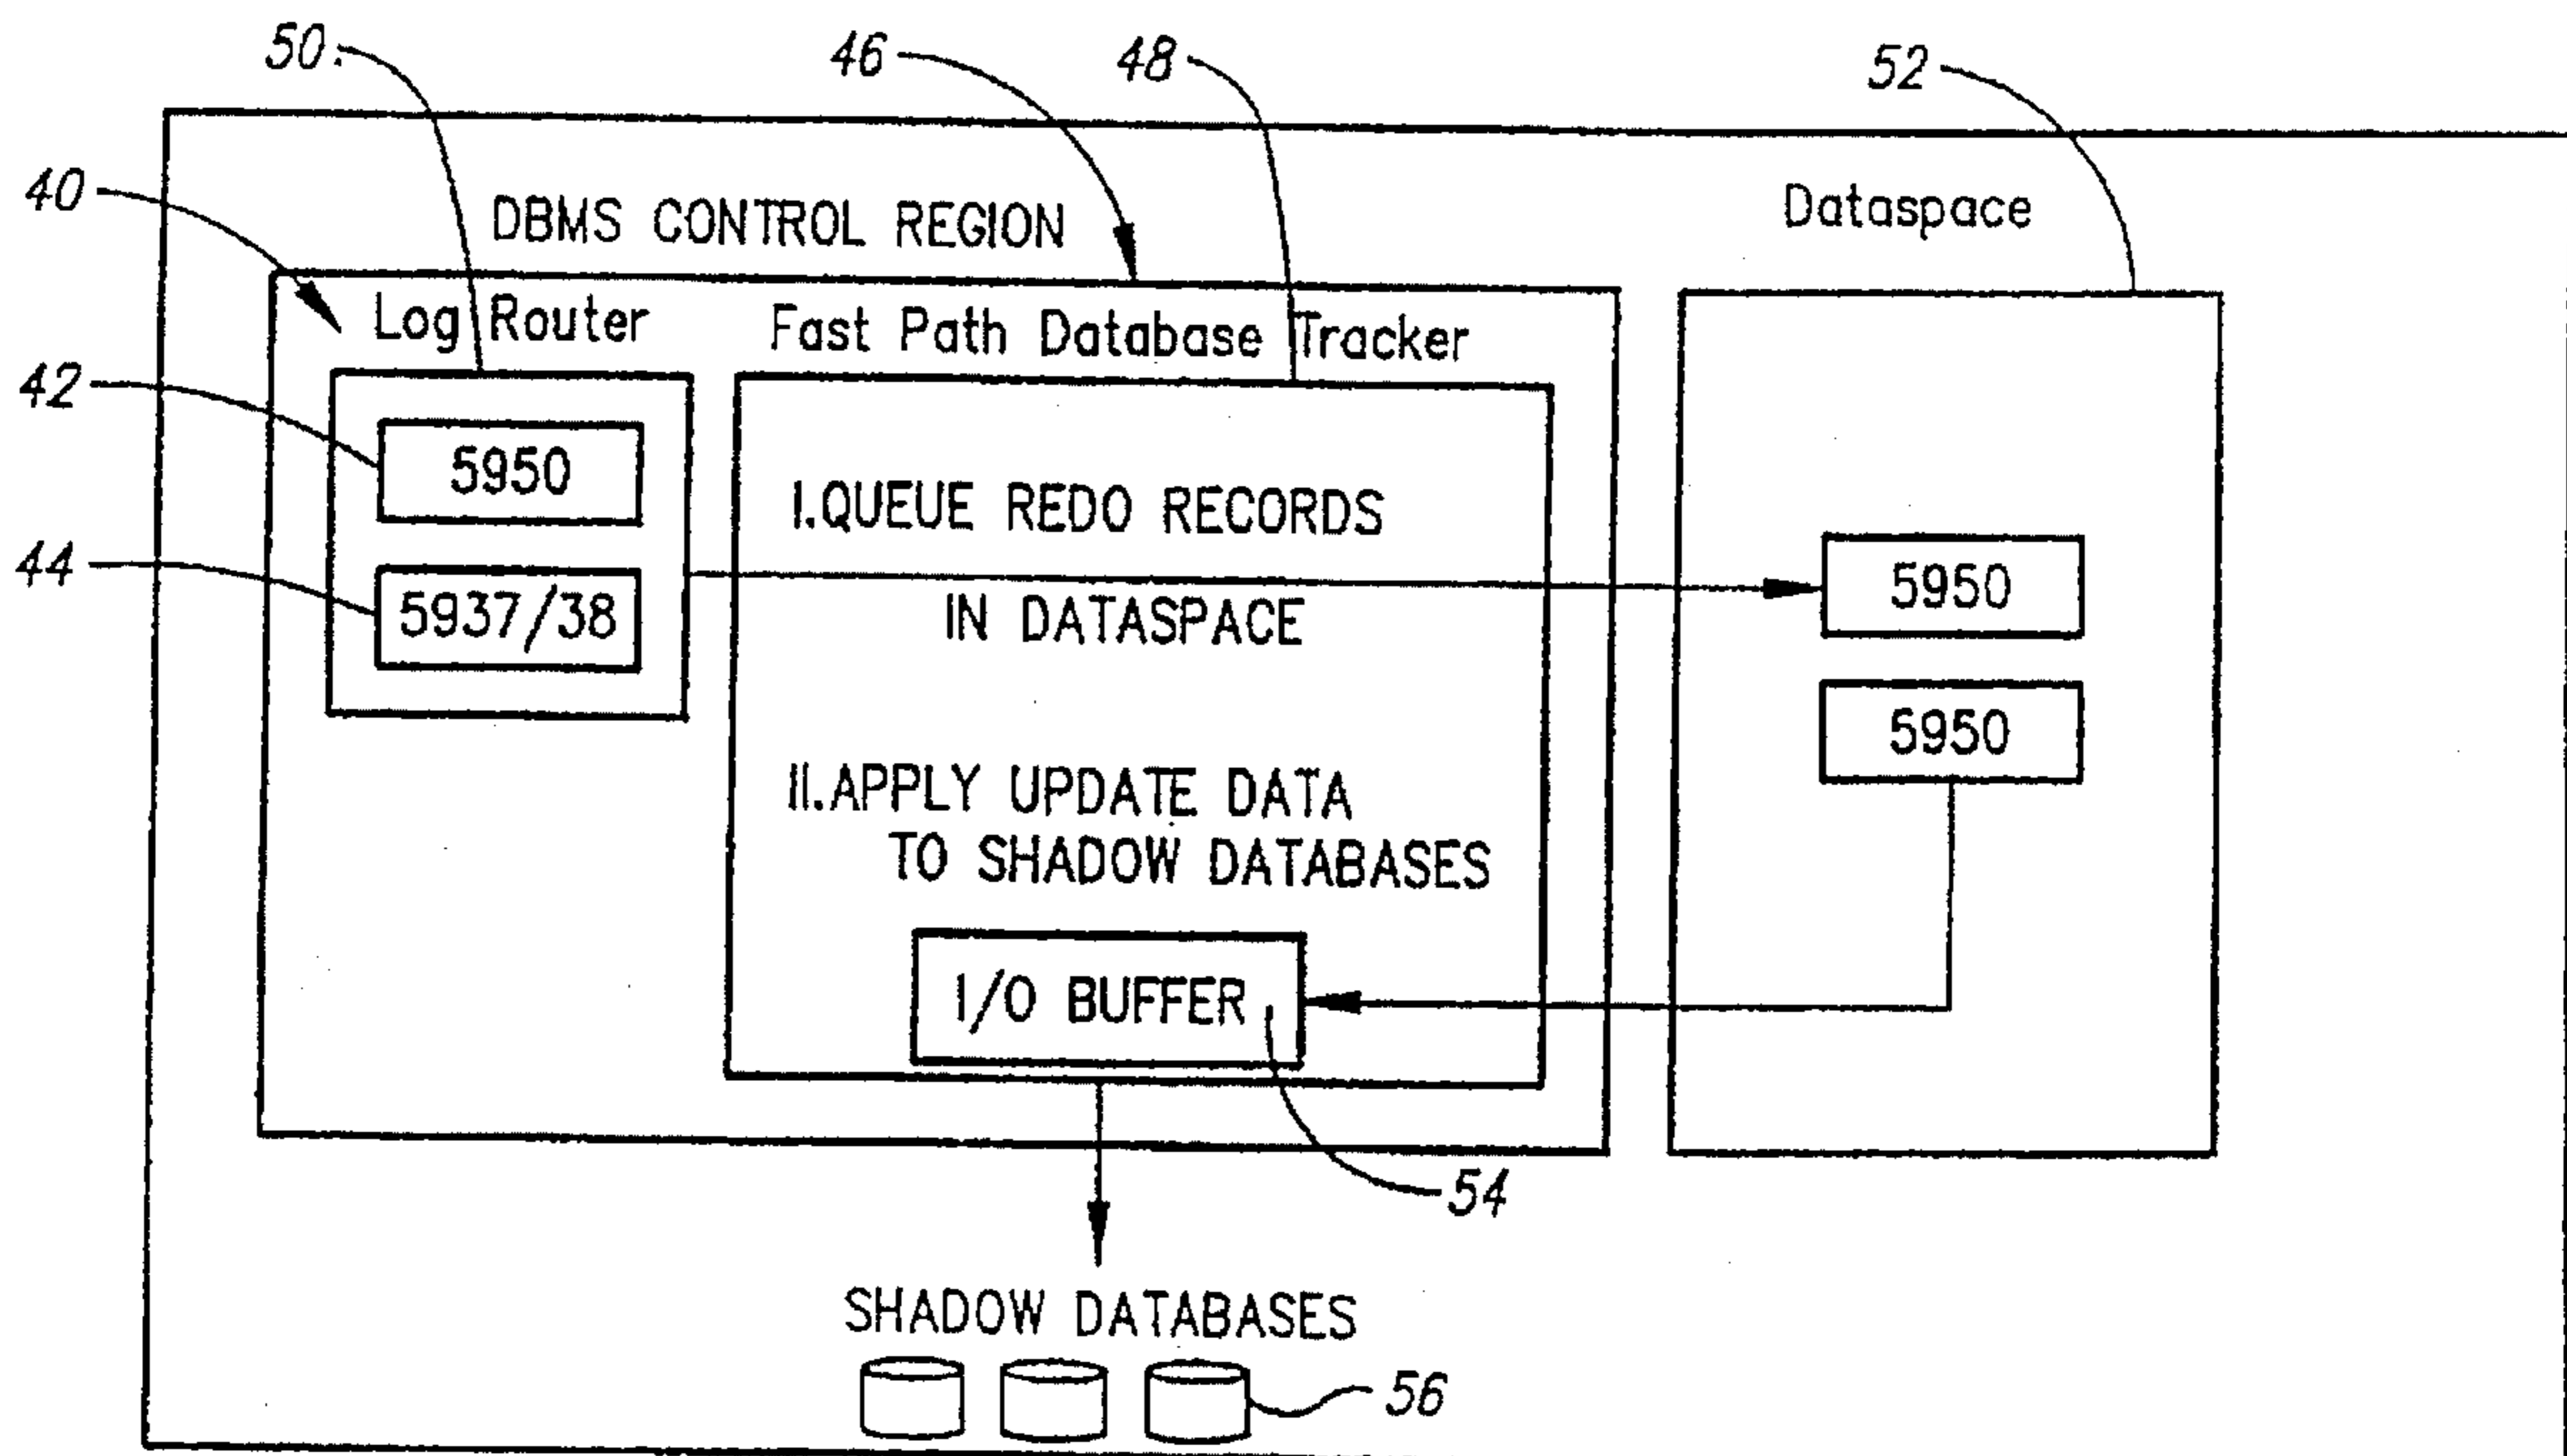 50.
46
48
52
40
DBMS CONTROL REGION
Dataspace
Log Router
Fast Path Database Tracker
42
5950
I.QUEUE REDO RECORDS
44
5937/38
IN DATASPACE
5950
5950
II.APPLY UPDATE DATA
TO SHADOW DATABASES
I/O BUFFER
54
SHADOW DATABASES
56